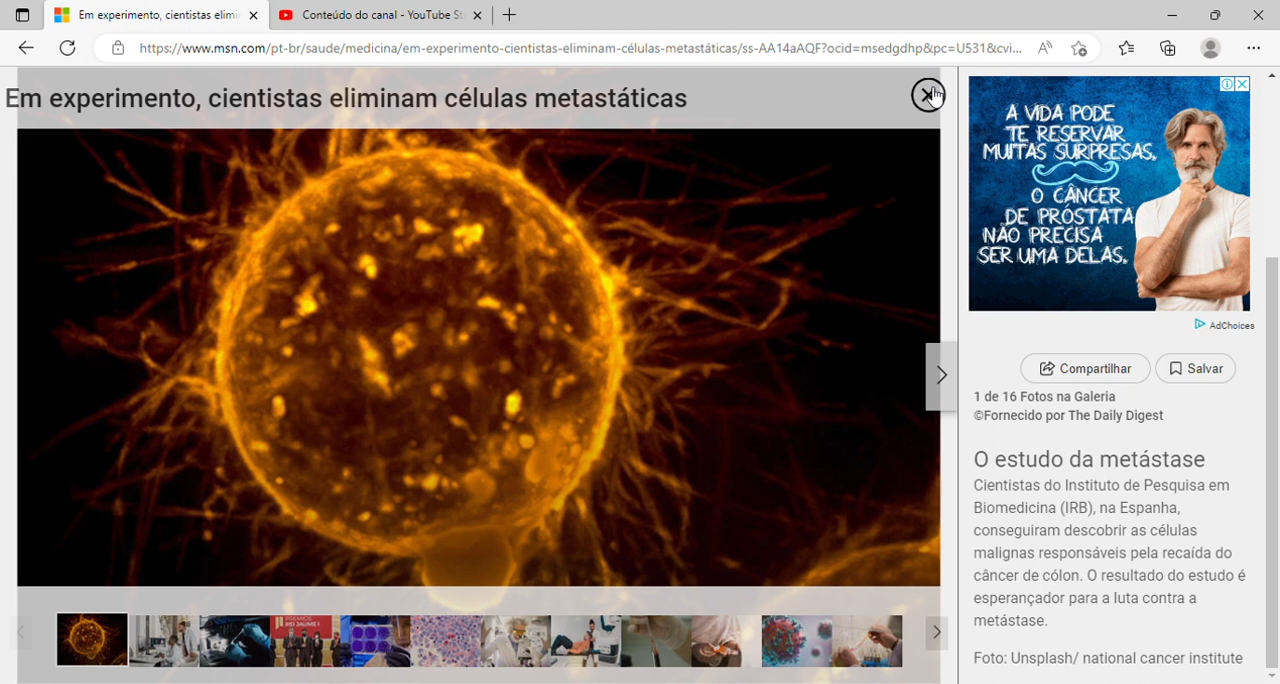 Em experimento, cientistas elimin
Conteúdo do canal - YouTube St
https://www.msn.com/pt-br/saude/medicina/em-experimento-cientistas-eliminam-células-metastáticas/ss-AA14aAQF?ocid=msedgdhp&pc=U531&cvi...
Em experimento, cientistas eliminam células metastáticas
A VIDA PODE
TE RESERVAR
MUITAS SURPRESAS.
O CÂNCER
DE PRÓSTATA
NÃO PRECISA
SER UMA DELAS.
AdChoices
Compartilhar
Salvar
1 de 16 Fotos na Galeria
©Fornecido por The Daily Digest
O estudo da metástase
Cientistas do Instituto de Pesquisa em
Biomedicina (IRB), na Espanha,
conseguiram descobrir as células
malignas responsáveis pela recaída do
câncer de cólon. O resultado do estudo é
esperançador para a luta contra a
metástase.
PREMIOS
REI JAUME I
Foto: Unsplash/ national cancer institute